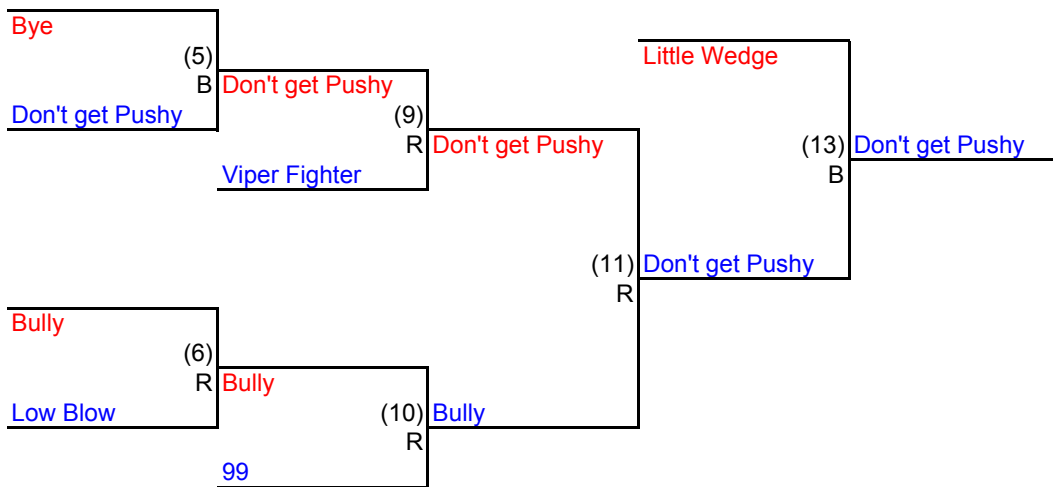 Bye
(5)
B
Don't get Pushy
Don't get Pushy
(9)
R
Viper Fighter
Don't get Pushy
Little Wedge
(13)
B
Don't get Pushy
(11)
R
Don't get Pushy
Bully
(6)
R
Low Blow
Bully
(10)
R
99
Bully